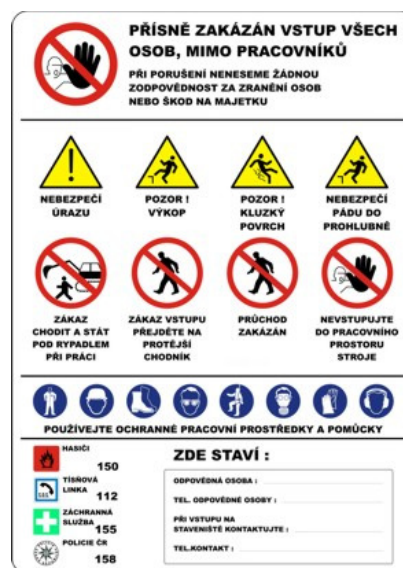 PŘÍSNĚ ZAKÁZÁN VSTUP VŠECH
OSOB, MIMO PRACOVNÍKŮ
PŘI PORUŠENÍ NENESEME ŽÁDNOU
ZODPOVĚDNOST ZA ZRANĚNÍ OSOB
NEBO ŠKOD NA MAJETKU
NEBEZPEČÍ
ÚRAZU
POZOR !
VÝKOP
POZOR !
KLUZKÝ
POVRCH
NEBEZPEČÍ
PÁDU DO
PROHLUBNĚ
ZÁKAZ
CHODIT A STÁT
POD RYPADLEM
PŘI PRÁCI
ZÁKAZ VSTUPU
PŘEJDĚTE NA
PROTĚJŠÍ
CHODNÍK
PRŮCHOD
ZAKÁZÁN
NEVSTUPUJTE
DO PRACOVNÍHO
PROSTORU
STROJE
POUŽÍVEJTE OCHRANNÉ PRACOVNÍ PROSTŘEDKY A POMŮCKY
HASIČI
150
SOS
TÍSŇOVÁ
LINKA
112
ZÁCHRANNÁ
SLUŽBA
155
POLICIE ČR
158
ZDE STAVÍ :
ODPOVĚDNÁ OSOBA :
TEL. ODPOVĚDNÉ OSOBY :
PŘI VSTUPU NA
STAVENIŠTĚ KONTAKTUJTE :
TEL.KONTAKT :